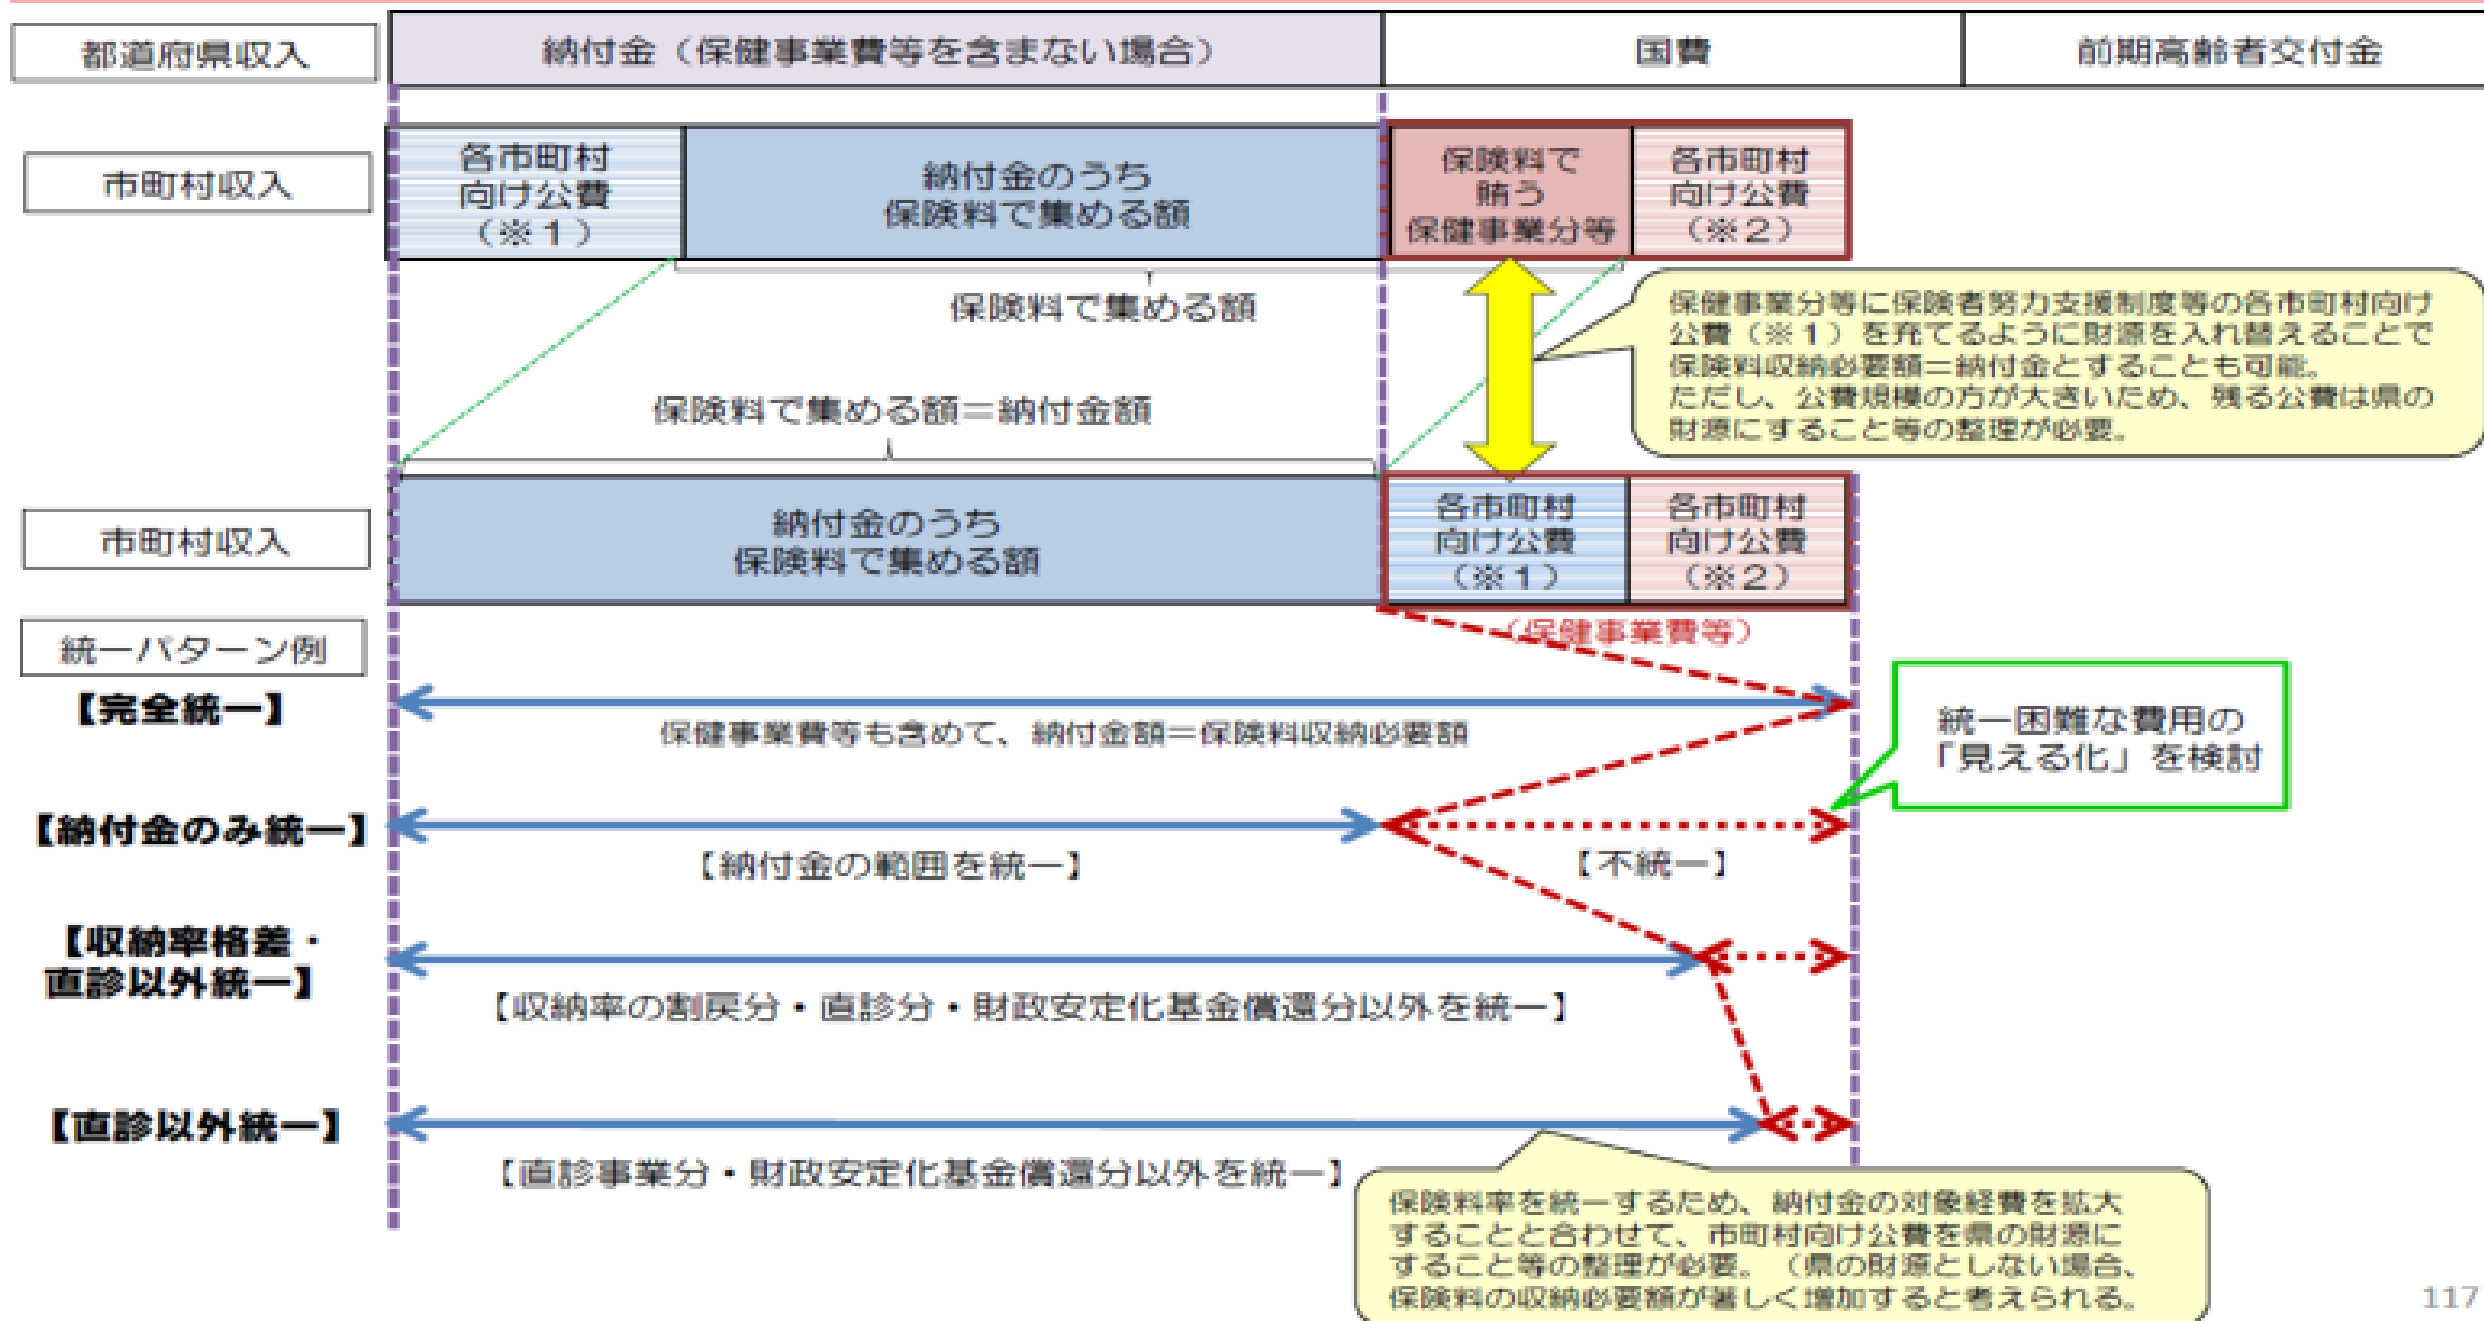 都道府県収入
納付金（保健事業費等を含まない場合）
国費
前期高齢者交付金
市町村収入
各市町村
向け公費
（※１）
納付金のうち
保険料で集める額
保険料で
賄う
保健事業分等
各市町村
向け公費
（※２）
保険料で集める額
保健事業分等に保険者努力支援制度等の各市町村向け
公費（※１）を充てるように財源を入れ替えることで
保険料収納必要額＝納付金とすることも可能。
ただし、公費規模の方が大きいため、残る公費は県の
財源にすること等の整理が必要。
保険料で集める額＝納付金額
市町村収入
納付金のうち
保険料で集める額
各市町村
向け公費
（※１）
各市町村
向け公費
（※２）
（保健事業費等）
統一パターン例
【完全統一】
保健事業費等も含めて、納付金額＝保険料収納必要額
統一困難な費用の
「見える化」を検討
【納付金のみ統一】
【納付金の範囲を統一】
【不統一】
【収納率格差・
直診以外統一】
【収納率の割戻分・直診分・財政安定化基金償還分以外を統一】
【直診以外統一】
【直診事業分・財政安定化基金償還分以外を統一】
保険料率を統一するため、納付金の対象経費を拡大
することと合わせて、市町村向け公費を県の財源に
すること等の整理が必要。（県の財源としない場合、
保険料の収納必要額が著しく増加すると考えられる。
117